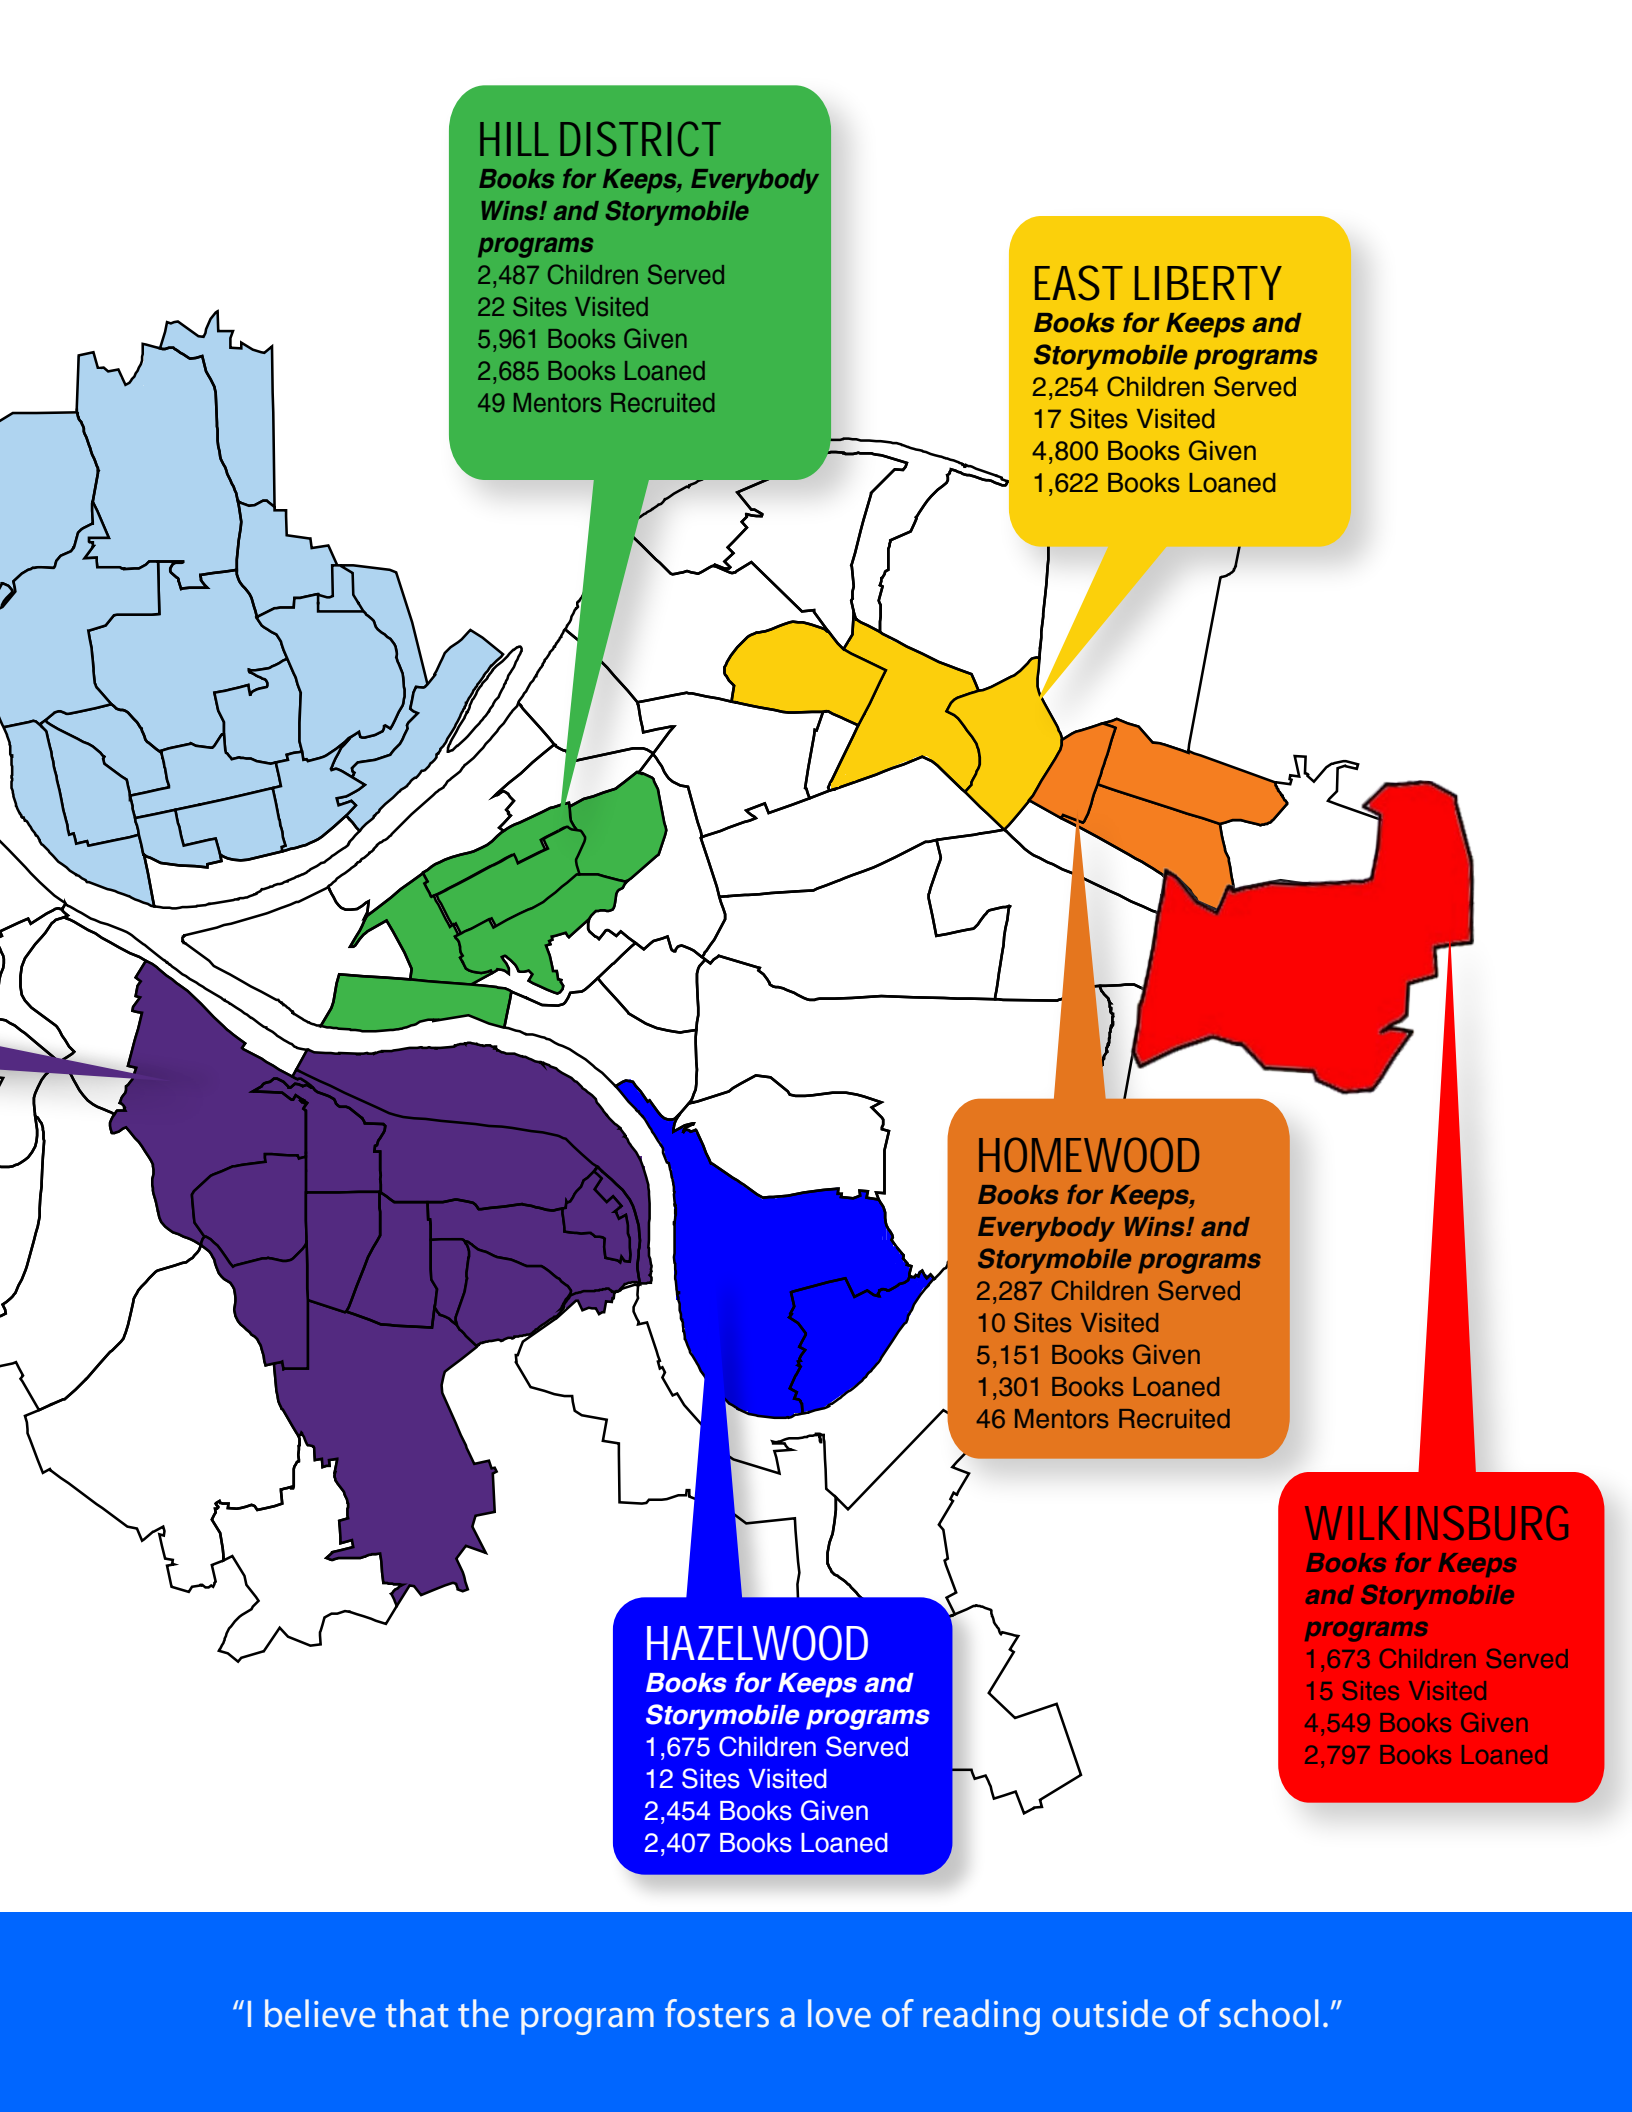 HILL DISTRICT
Books for Keeps, Everybody
Wins! and Storymobile
programs
2,487 Children Served
22 Sites Visited
5,961 Books Given
2,685 Books Loaned
49 Mentors Recruited
EAST LIBERTY
Books for Keeps and
Storymobile programs
2,254 Children Served
17 Sites Visited
4,800 Books Given
1,622 Books Loaned
HOMEWOOD
Books for Keeps,
Everybody Wins! and
Storymobile programs
2,287 Children Served
10 Sites Visited
5,151 Books Given
1,301 Books Loaned
46 Mentors Recruited
WILKINSBURG
Books for Keeps
and Storymobile
programs
1,673 Children Served
15 Sites Visited
4,549 Books Given
2,797 Books Loaned
HAZELWOOD
Books for Keeps and
Storymobile programs
1,675 Children Served
12 Sites Visited
2,454 Books Given
2,407 Books Loaned
“I believe that the program fosters a love of reading outside of school.”